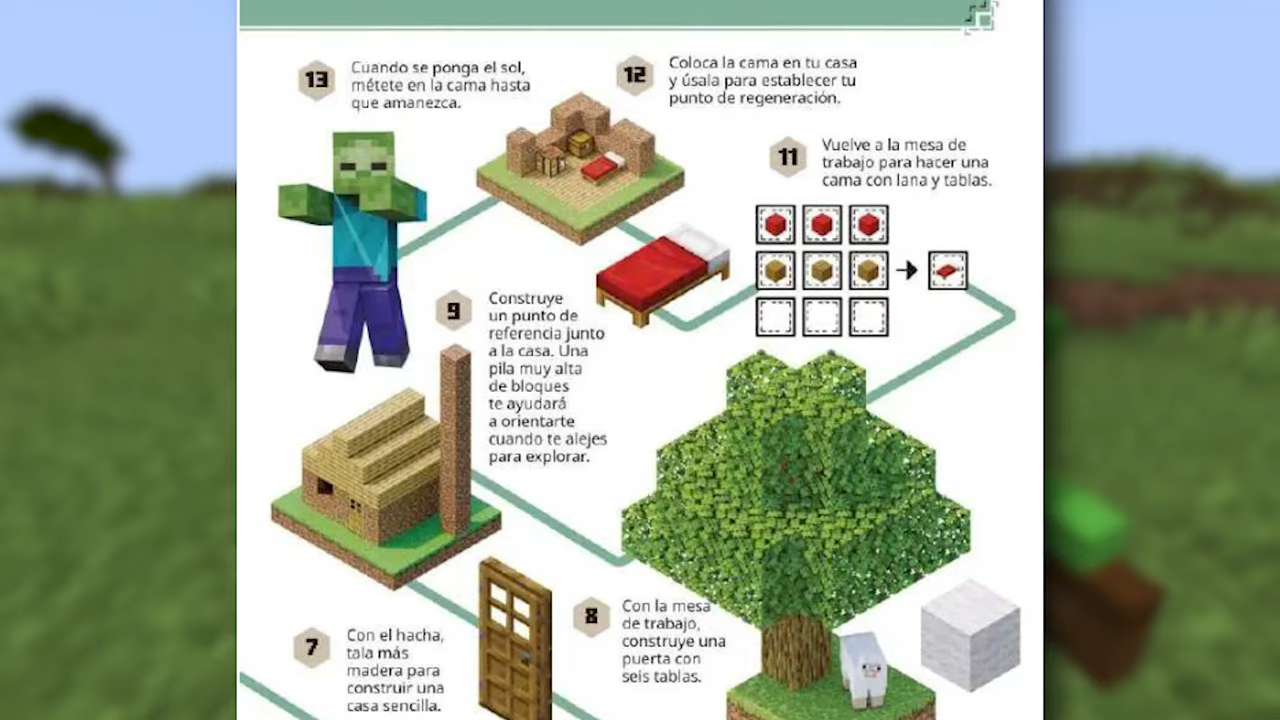 13
Cuando se ponga el sol,
métete en la cama hasta
que amanezca.
12
Coloca la cama en tu casa
y úsala para establecer tu
punto de regeneración.
11
Vuelve a la mesa de
trabajo para hacer una
cama con lana y tablas.
9
Construye
un punto de
referencia junto
a la casa. Una
pila muy alta
de bloques
te ayudará
a orientarte
cuando te alejes
para explorar.
7
Con el hacha,
tala más
madera para
construir una
casa sencilla.
8
Con la mesa
de trabajo,
construye una
puerta con
seis tablas.